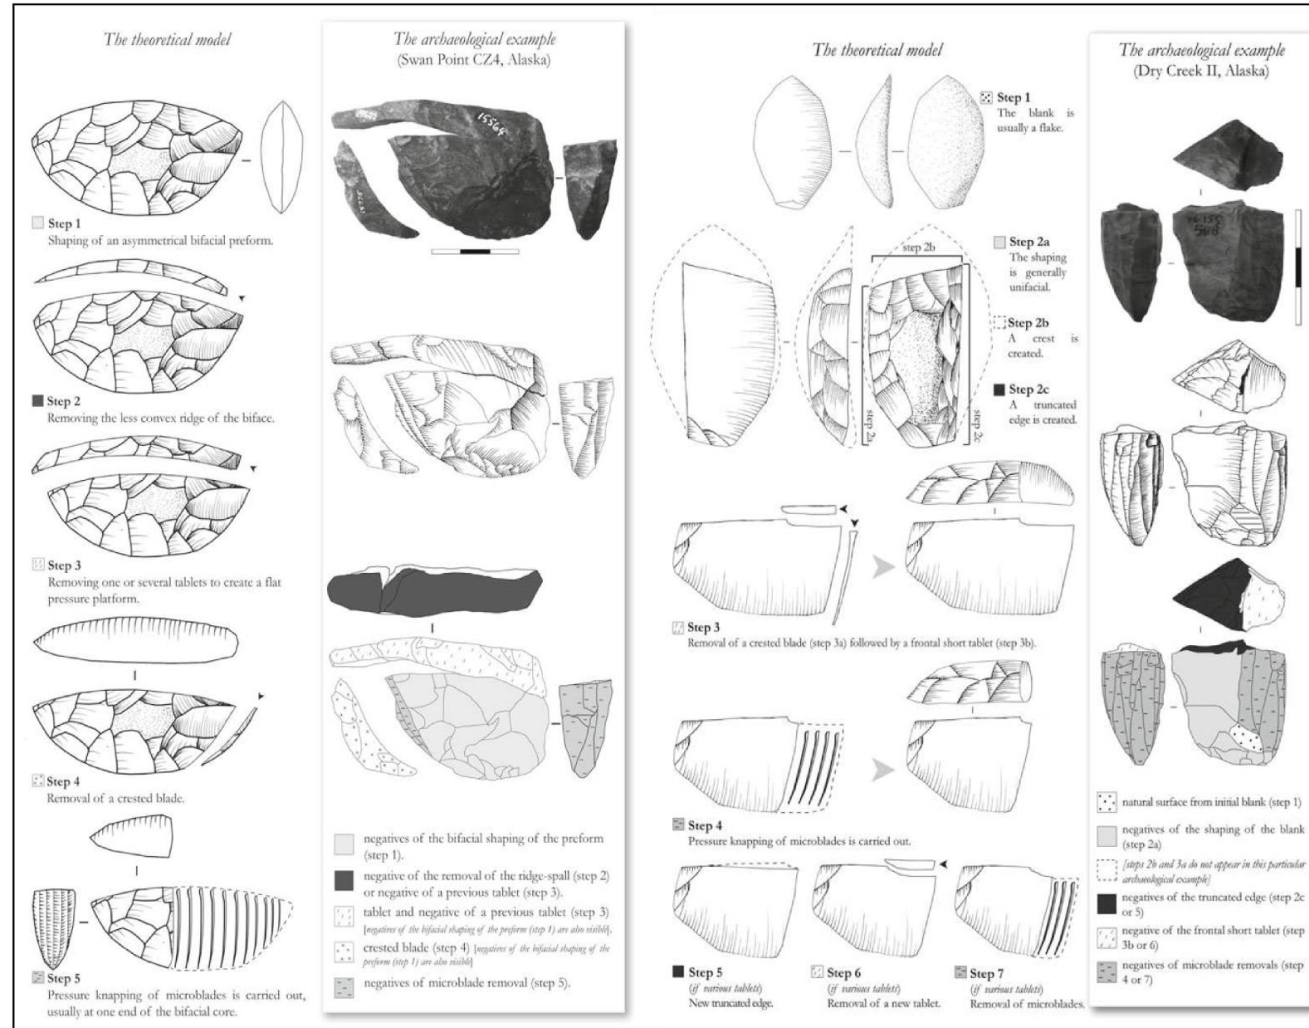 The theoretical model
Step 1
Shaping of an asymmetrical bifacial preform.
Step 2
Removing the less convex ridge of the biface.
Step 3
Removing one or several tablets to create a flat
pressure platform.
Step 4
Removal of a crested blade.
Step 5
Pressure knapping of microblades is carried out,
usually at one end of the bifacial core.
The archaeological example
(Swan Point CZ4, Alaska)
15564
negatives of the bifacial shaping of the preform
(step 1).
negative of the removal of the ridge-spall (step 2)
or negative of a previous tablet (step 3).
tablet and negative of a previous tablet (step 3)
[negatives of the bifacial shaping of the preform (step 1) are also visible].
crested blade (step 4) [negatives of the bifacial shaping of the
preform (step 1) are also visible]
negatives of microblade removal (step 5).
The theoretical model
Step 1
The blank is
usually a flake.
step 2b
step 2a
step 2c
Step 2a
The shaping
is generally
unifacial.
Step 2b
A crest is
created.
Step 2c
A truncated
edge is created.
Step 3
Removal of a crested blade (step 3a) followed by a frontal short tablet (step 3b).
Step 4
Pressure knapping of microblades is carried out.
Step 5
(if various tablets)
New truncated edge.
Step 6
(if various tablets)
Removal of a new tablet.
Step 7
(if various tablets)
Removal of microblades.
The archaeological example
(Dry Creek II, Alaska)
natural surface from initial blank (step 1)
negatives of the shaping of the blank
(step 2a)
[steps 2b and 3a do not appear in this particular
archaeological example]
negatives of the truncated edge (step 2c
or 5)
negative of the frontal short tablet (step
3b or 6)
negatives of microblade removals (step
4 or 7)